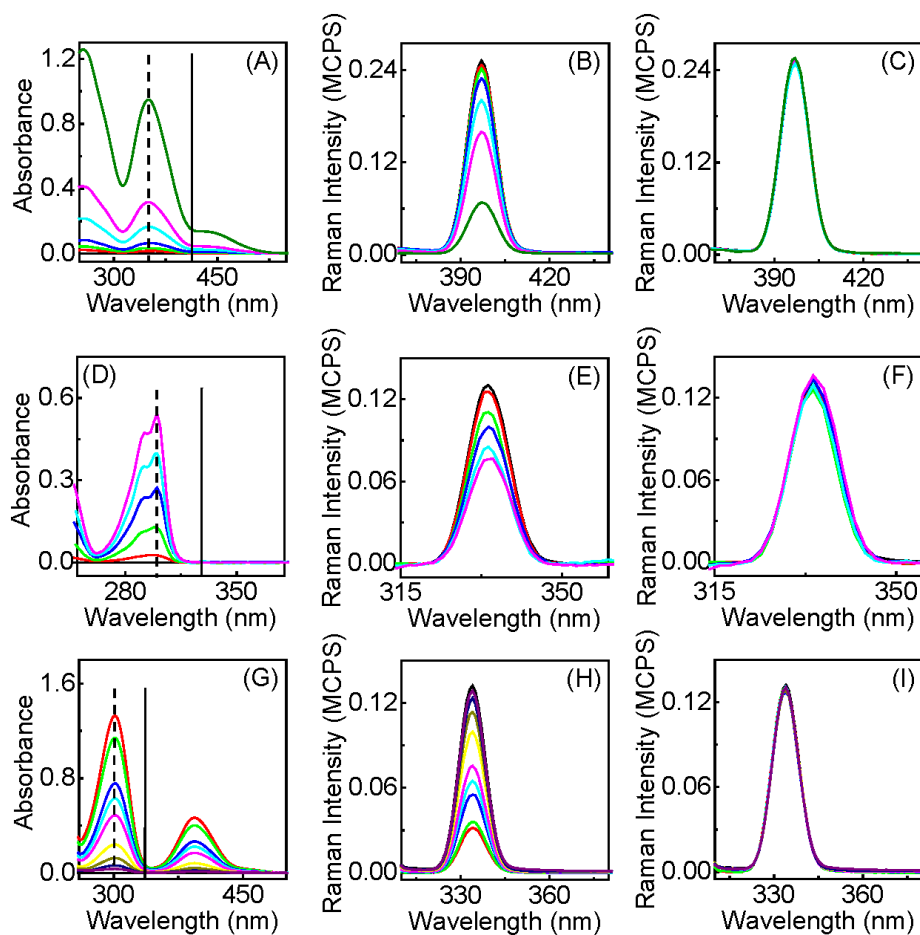 (A)
Absorbance
1.2
0.8
0.4
0.0
300
450
Wavelength (nm)
(B)
Raman Intensity (MCPS)
0.24
0.12
0.00
390
420
Wavelength (nm)
(C)
Raman Intensity (MCPS)
0.24
0.12
0.00
390
420
Wavelength (nm)
(D)
Absorbance
0.6
0.3
0.0
280
350
Wavelength (nm)
(E)
Raman Intensity (MCPS)
0.12
0.06
0.00
315
350
Wavelength (nm)
(F)
Raman Intensity (MCPS)
0.12
0.06
0.00
315
350
Wavelength (nm)
(G)
Absorbance
1.6
0.8
0.0
300
450
Wavelength (nm)
(H)
Raman Intensity (MCPS)
0.12
0.06
0.00
330
360
Wavelength (nm)
(I)
Raman Intensity (MCPS)
0.12
0.06
0.00
330
360
Wavelength (nm)